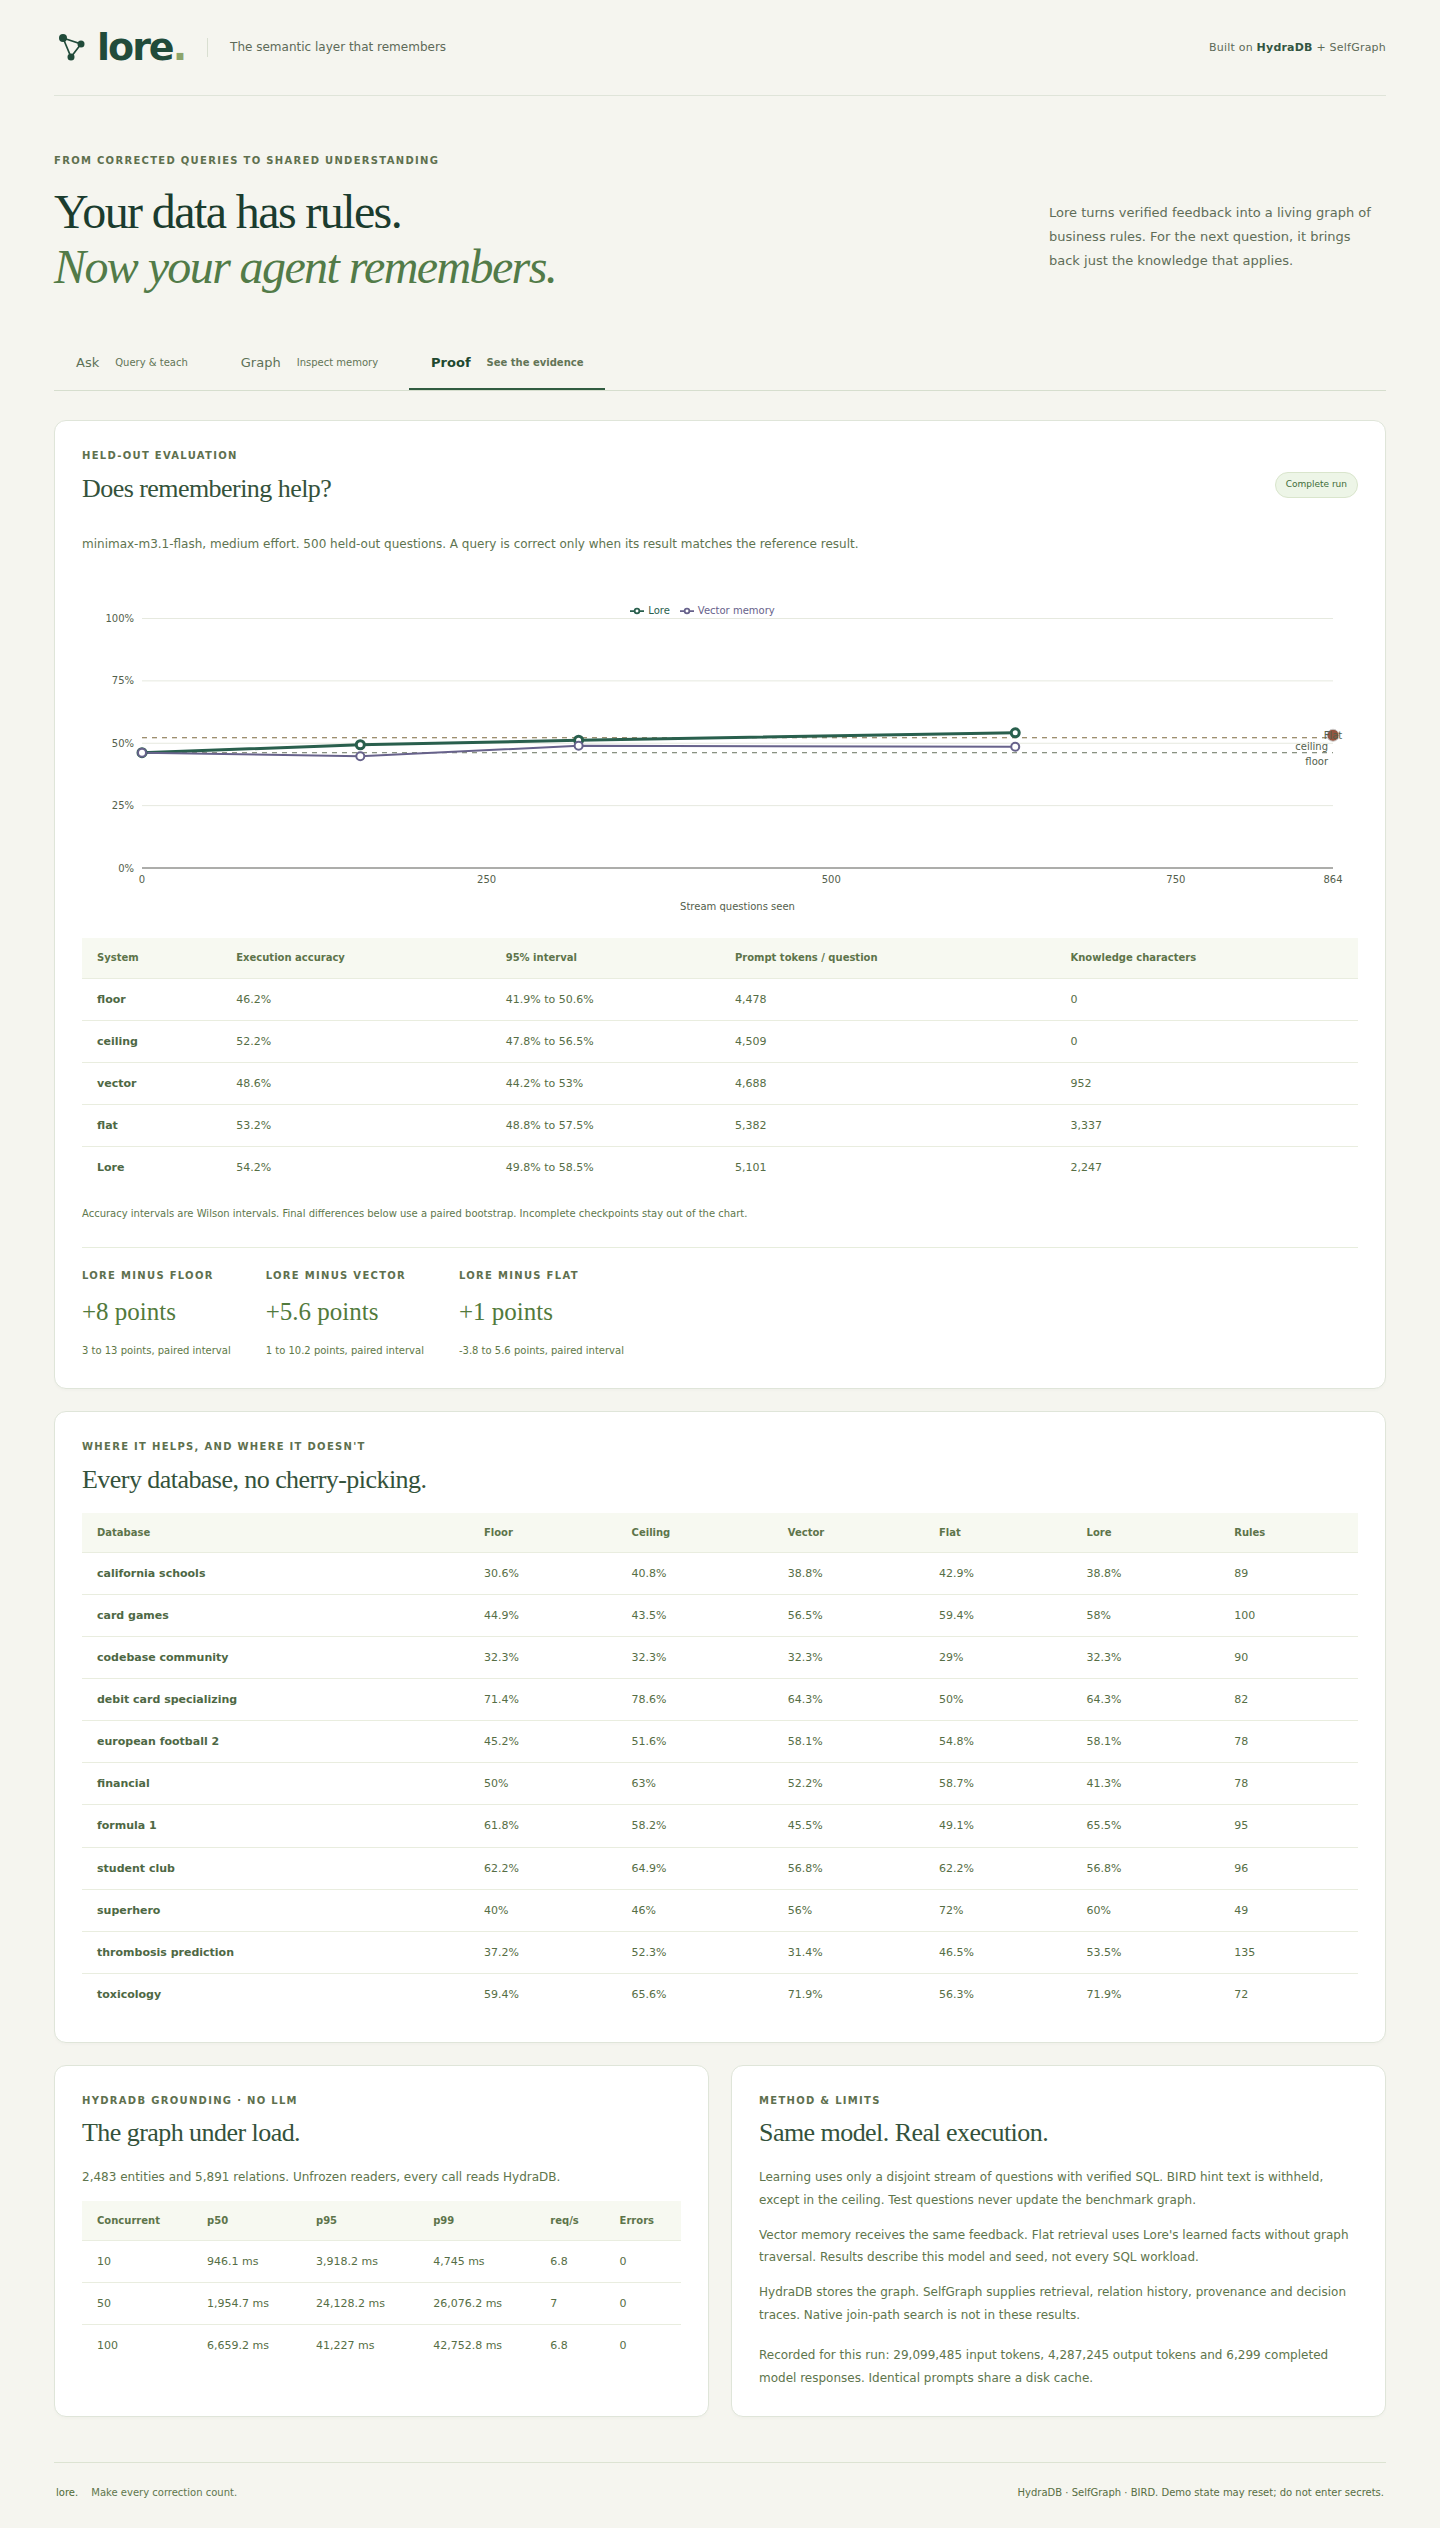 lore.
The semantic layer that remembers
Built on HydraDB + SelfGraph
FROM CORRECTED QUERIES TO SHARED UNDERSTANDING
Your data has rules.
Now your agent remembers.
Lore turns verified feedback into a living graph of
business rules. For the next question, it brings
back just the knowledge that applies.
Ask Query & teach Graph Inspect memory Proof See the evidence
HELD-OUT EVALUATION
Does remembering help?
Complete run
minimax-m3.1-flash, medium effort. 500 held-out questions. A query is correct only when its result matches the reference result.
Lore Vector memory
100%
75%
50%
25%
0%
ceiling
floor
0 250 500 750 864
Stream questions seen
System Execution accuracy 95% interval Prompt tokens / question Knowledge characters
floor 46.2% 41.9% to 50.6% 4,478 0
ceiling 52.2% 47.8% to 56.5% 4,509 0
vector 48.6% 44.2% to 53% 4,688 952
flat 53.2% 48.8% to 57.5% 5,382 3,337
Lore 54.2% 49.8% to 58.5% 5,101 2,247
Accuracy intervals are Wilson intervals. Final differences below use a paired bootstrap. Incomplete checkpoints stay out of the chart.
LORE MINUS FLOOR LORE MINUS VECTOR LORE MINUS FLAT
+8 points +5.6 points +1 points
3 to 13 points, paired interval 1 to 10.2 points, paired interval -3.8 to 5.6 points, paired interval
WHERE IT HELPS, AND WHERE IT DOESN'T
Every database, no cherry-picking.
Database Floor Ceiling Vector Flat Lore Rules
california schools 30.6% 40.8% 38.8% 42.9% 38.8% 89
card games 44.9% 43.5% 56.5% 59.4% 58% 100
codebase community 32.3% 32.3% 32.3% 29% 32.3% 90
debit card specializing 71.4% 78.6% 64.3% 50% 64.3% 82
european football 2 45.2% 51.6% 58.1% 54.8% 58.1% 78
financial 50% 63% 52.2% 58.7% 41.3% 78
formula 1 61.8% 58.2% 45.5% 49.1% 65.5% 95
student club 62.2% 64.9% 56.8% 62.2% 56.8% 96
superhero 40% 46% 56% 72% 60% 49
thrombosis prediction 37.2% 52.3% 31.4% 46.5% 53.5% 135
toxicology 59.4% 65.6% 71.9% 56.3% 71.9% 72
HYDRADB GROUNDING · NO LLM
The graph under load.
2,483 entities and 5,891 relations. Unfrozen readers, every call reads HydraDB.
Concurrent p50 p95 p99 req/s Errors
10 946.1 ms 3,918.2 ms 4,745 ms 6.8 0
50 1,954.7 ms 24,128.2 ms 26,076.2 ms 7 0
100 6,659.2 ms 41,227 ms 42,752.8 ms 6.8 0
METHOD & LIMITS
Same model. Real execution.
Learning uses only a disjoint stream of questions with verified SQL. BIRD hint text is withheld,
except in the ceiling. Test questions never update the benchmark graph.
Vector memory receives the same feedback. Flat retrieval uses Lore's learned facts without graph
traversal. Results describe this model and seed, not every SQL workload.
HydraDB stores the graph. SelfGraph supplies retrieval, relation history, provenance and decision
traces. Native join-path search is not in these results.
Recorded for this run: 29,099,485 input tokens, 4,287,245 output tokens and 6,299 completed
model responses. Identical prompts share a disk cache.
lore. Make every correction count.
HydraDB · SelfGraph · BIRD. Demo state may reset; do not enter secrets.